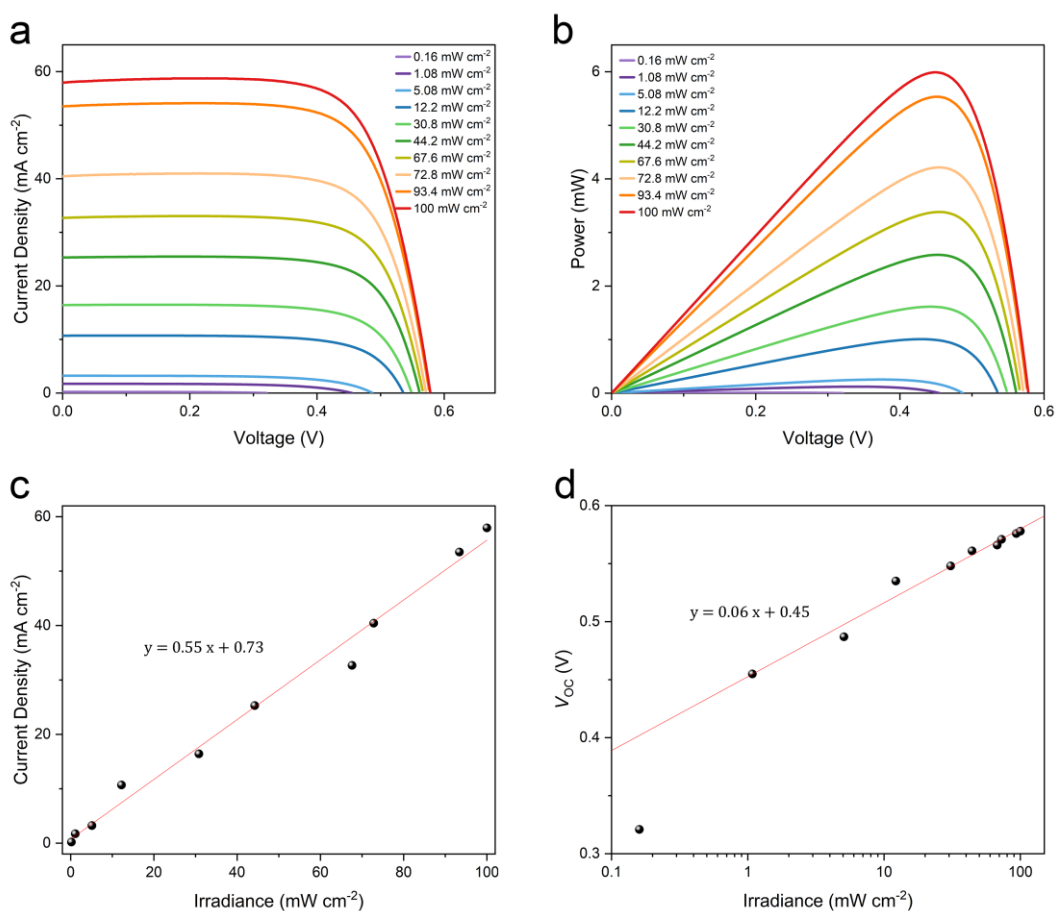 a
60
40
20
0
0.0
0.2
0.4
0.6
Current Density (mA cm⁻²)
Voltage (V)
0.16 mW cm⁻²
1.08 mW cm⁻²
5.08 mW cm⁻²
12.2 mW cm⁻²
30.8 mW cm⁻²
44.2 mW cm⁻²
67.6 mW cm⁻²
72.8 mW cm⁻²
93.4 mW cm⁻²
100 mW cm⁻²
b
6
4
2
0
0.0
0.2
0.4
0.6
Power (mW)
Voltage (V)
0.16 mW cm⁻²
1.08 mW cm⁻²
5.08 mW cm⁻²
12.2 mW cm⁻²
30.8 mW cm⁻²
44.2 mW cm⁻²
67.6 mW cm⁻²
72.8 mW cm⁻²
93.4 mW cm⁻²
100 mW cm⁻²
c
60
40
20
0
0
20
40
60
80
100
Current Density (mA cm⁻²)
Irradiance (mW cm⁻²)
y = 0.55 x + 0.73
d
0.6
0.5
0.4
0.3
0.1
1
10
100
V_OC (V)
Irradiance (mW cm⁻²)
y = 0.06 x + 0.45